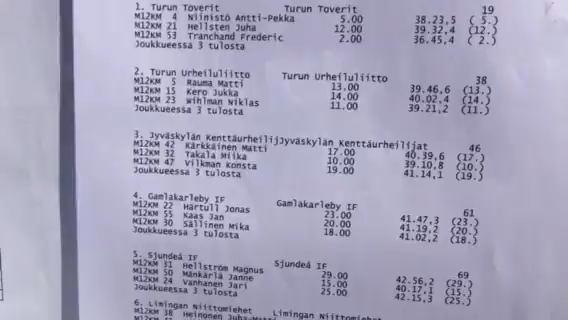 1. Turun Toverit Turun Toverit 19
M12KM 4 Niinistö Antti-Pekka 5.00 38.23,5 ( 5.)
M12KM 21 Hellsten Juha 12.00 39.32,4 (12.)
M12KM 53 Tranchand Frederic 2.00 36.45,4 ( 2.)
Joukkueessa 3 tulosta
2. Turun Urheiluliitto Turun Urheiluliitto 38
M12KM 5 Rauma Matti 13.00 39.46,6 (13.)
M12KM 15 Kero Jukka 14.00 40.02,4 (14.)
M12KM 23 Wihlman Niklas 11.00 39.21,2 (11.)
Joukkueessa 3 tulosta
3. Jyväskylän KenttäurheilijJyväskylän Kenttäurheilijat 46
M12KM 42 Kärkkäinen Matti 17.00 40.39,6 (17.)
M12KM 32 Takala Miika 10.00 39.10,8 (10.)
M12KM 47 Vilkman Konsta 19.00 41.14,1 (19.)
Joukkueessa 3 tulosta
4. Gamlakarleby IF Gamlakarleby IF 61
M12KM 22 Härtull Jonas 23.00 41.47,3 (23.)
M12KM 55 Kaas Jan 20.00 41.19,2 (20.)
M12KM 30 Sällinen Mika 18.00 41.02,2 (18.)
Joukkueessa 3 tulosta
5. Sjundeå IF Sjundeå IF 69
M12KM 31 Hellström Magnus 29.00 42.56,2 (29.)
M12KM 50 Mänkärlä Janne 15.00 40.17,1 (15.)
M12KM 24 Vanhanen Jari 25.00 42.15,3 (25.)
Joukkueessa 3 tulosta
6. Limingan Niittomiehet Limingan Niittomiehet
M12KM 38 Heinonen